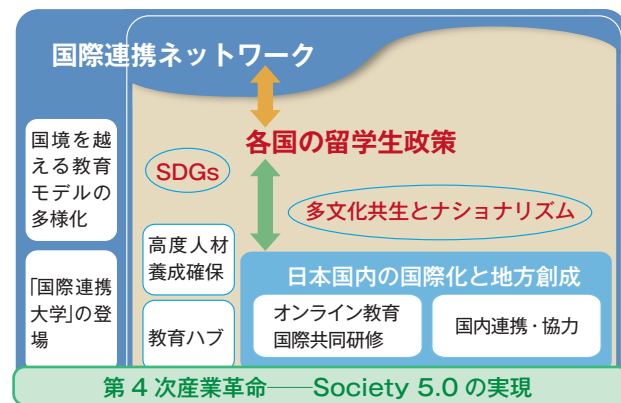 国際連携ネットワーク
国境を越
える教育
モデルの
多様化
「国際連携
大学」の登
場
各国の留学生政策
SDGs
多文化共生とナショナリズム
高度人材
養成確保
教育ハブ
日本国内の国際化と地方創成
オンライン教育
国際共同研修
国内連携・協力
第4次産業革命──Society 5.0の実現